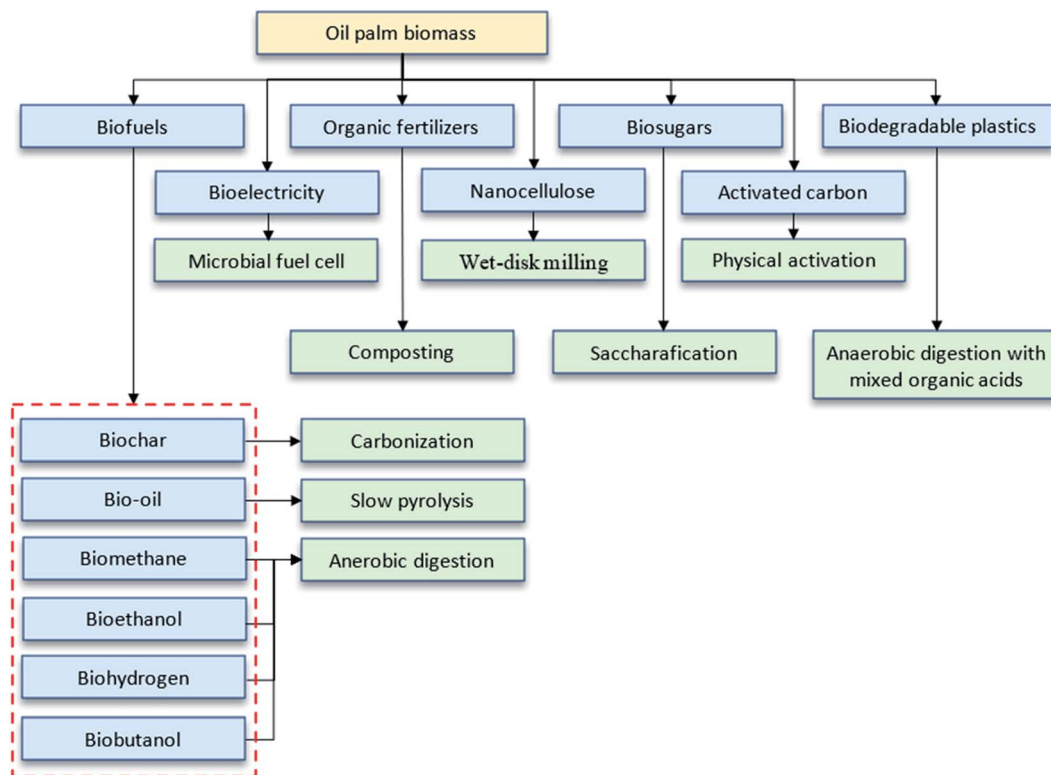 Oil palm biomass
Biofuels
Organic fertilizers
Biosugars
Biodegradable plastics
Bioelectricity
Nanocellulose
Activated carbon
Microbial fuel cell
Wet-disk milling
Physical activation
Composting
Saccharafication
Anaerobic digestion with
mixed organic acids
Biochar
Carbonization
Bio-oil
Slow pyrolysis
Biomethane
Anerobic digestion
Bioethanol
Biohydrogen
Biobutanol